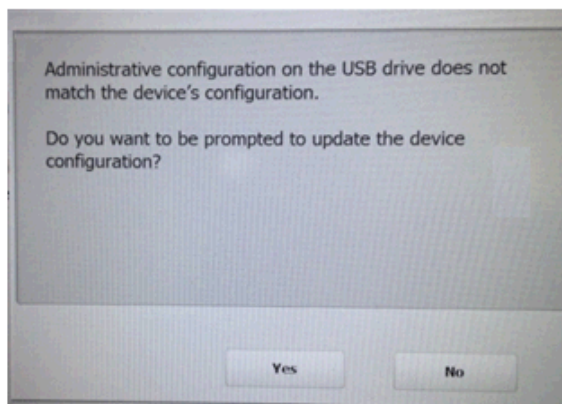 Administrative configuration on the USB drive does not
match the device's configuration.
Do you want to be prompted to update the device
configuration?
Yes
No